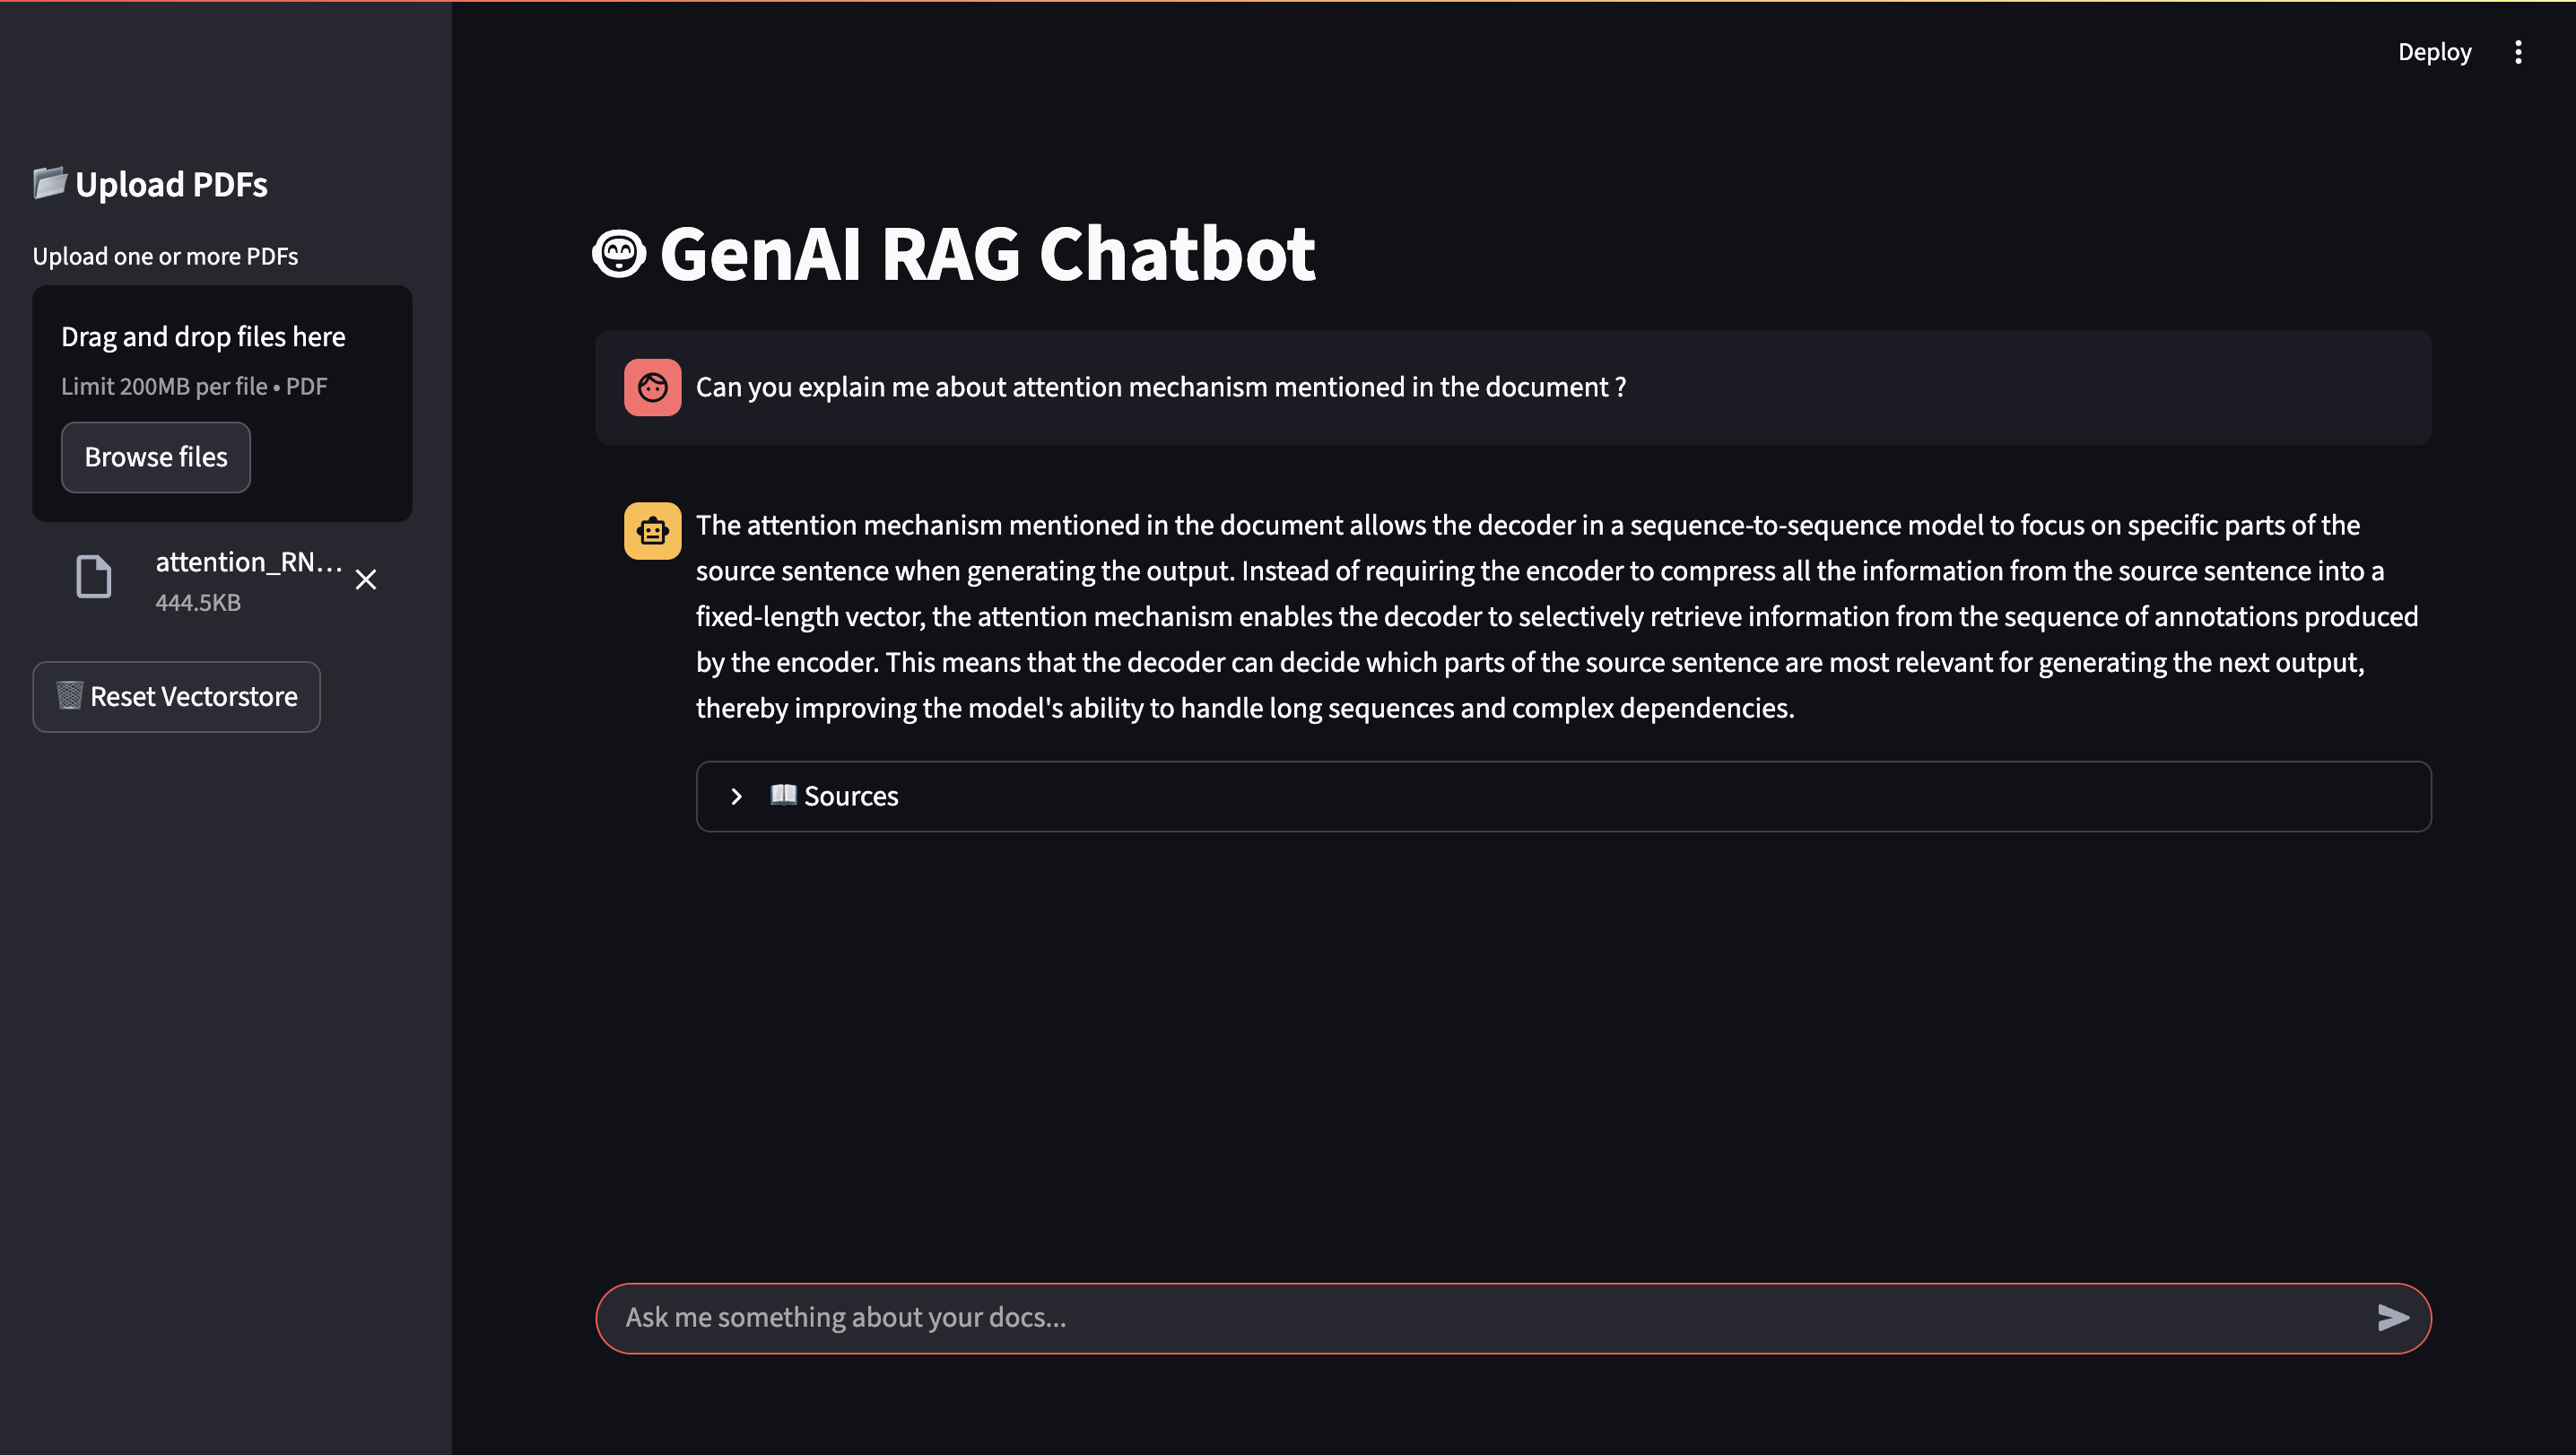 Deploy
📂 Upload PDFs
Upload one or more PDFs
Drag and drop files here
Limit 200MB per file • PDF
Browse files
attention_RN...
444.5KB
🗑️ Reset Vectorstore
GenAI RAG Chatbot
Can you explain me about attention mechanism mentioned in the document ?
The attention mechanism mentioned in the document allows the decoder in a sequence-to-sequence model to focus on specific parts of the
source sentence when generating the output. Instead of requiring the encoder to compress all the information from the source sentence into a
fixed-length vector, the attention mechanism enables the decoder to selectively retrieve information from the sequence of annotations produced
by the encoder. This means that the decoder can decide which parts of the source sentence are most relevant for generating the next output,
thereby improving the model's ability to handle long sequences and complex dependencies.
📖 Sources
Ask me something about your docs...